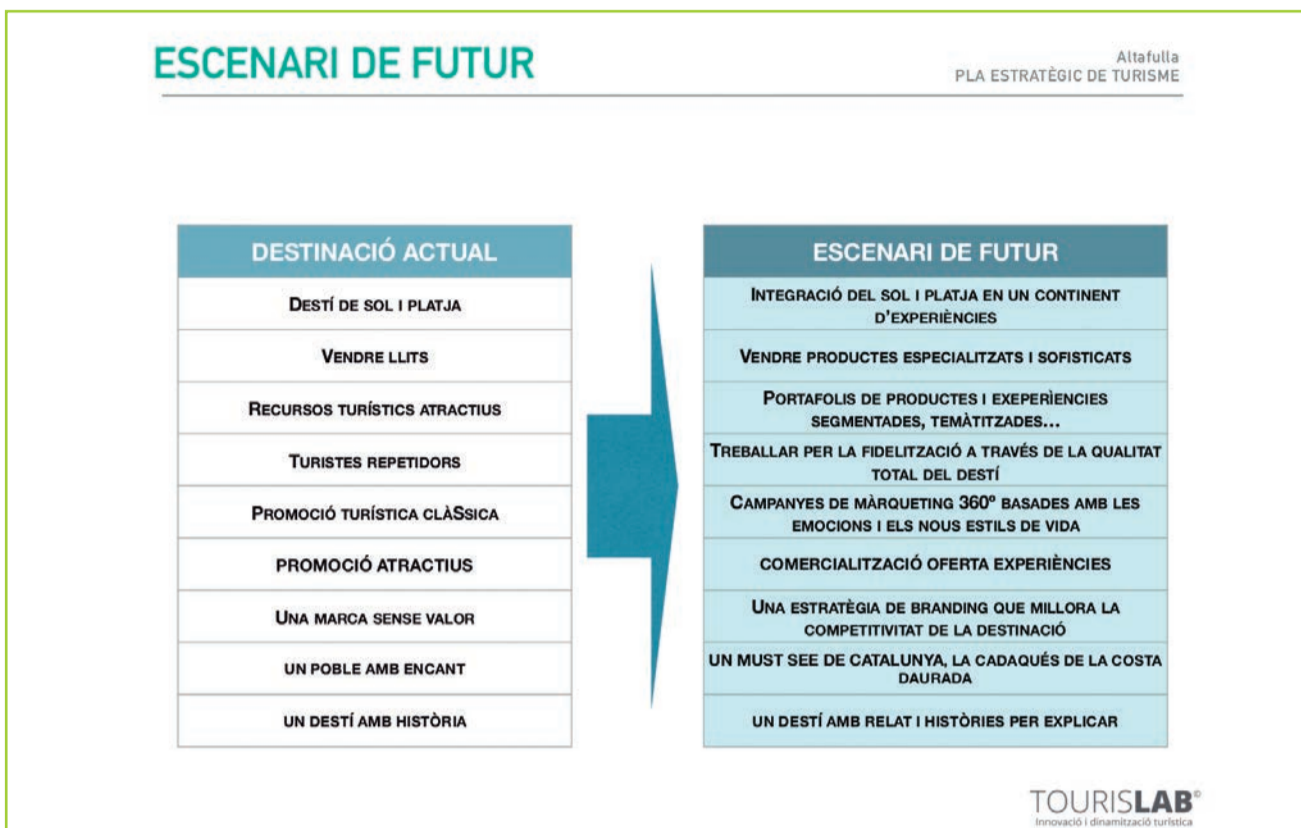 ESCENARI DE FUTUR
Altafulla
PLA ESTRATÈGIC DE TURISME
DESTINACIÓ ACTUAL
ESCENARI DE FUTUR
DESTÍ DE SOL I PLATJA
INTEGRACIÓ DEL SOL I PLATJA EN UN CONTINENT
D'EXPERIÈNCIES
VENDRE LLITS
VENDRE PRODUCTES ESPECIALITZATS I SOFISTICATS
RECURSOS TURÍSTICS ATRACTIUS
PORTAFOLIS DE PRODUCTES I EXEPERÌENCIES
SEGMENTADES, TEMÀTITZADES...
TURISTES REPETIDORS
TREBALLAR PER LA FIDELITZACIÓ A TRAVÉS DE LA QUALITAT
TOTAL DEL DESTÍ
PROMOCIÓ TURÍSTICA CLÀSSICA
CAMPANYES DE MÀRQUETING 360º BASADES AMB LES
EMOCIONS I ELS NOUS ESTILS DE VIDA
PROMOCIÓ ATRACTIUS
COMERCIALITZACIÓ OFERTA EXPERIÈNCIES
UNA MARCA SENSE VALOR
UNA ESTRATÈGIA DE BRANDING QUE MILLORA LA
COMPETITIVITAT DE LA DESTINACIÓ
UN POBLE AMB ENCANT
UN MUST SEE DE CATALUNYA, LA CADAQUÉS DE LA COSTA
DAURADA
UN DESTÍ AMB HISTÒRIA
UN DESTÍ AMB RELAT I HISTÒRIES PER EXPLICAR
TOURISLAB©
Innovació i dinamització turística